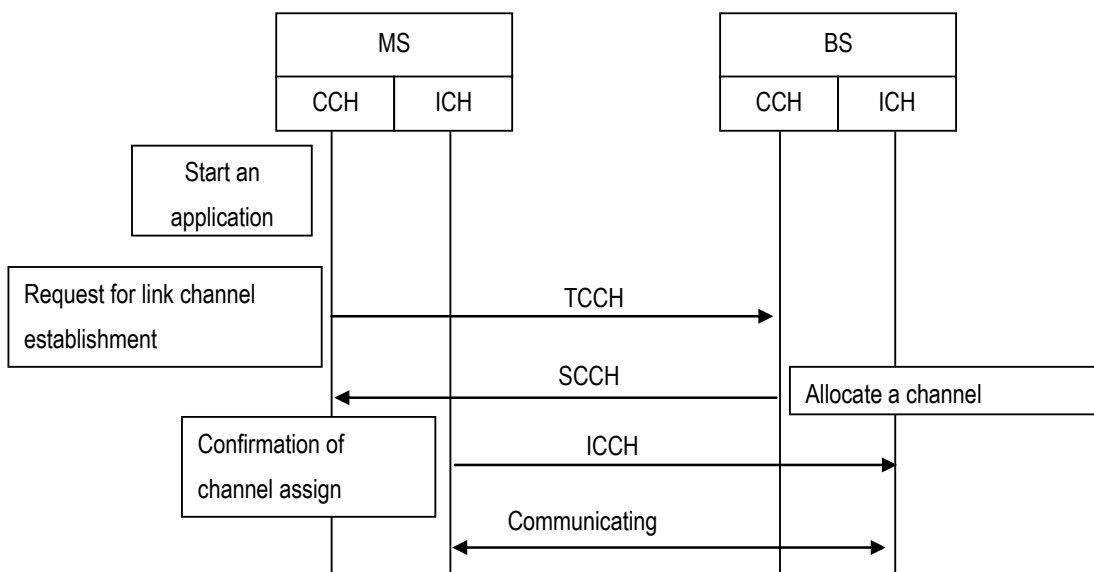 MS
BS
CCH
ICH
CCH
ICH
Start an
application
Request for link channel
establishment
TCCH
SCCH
Allocate a channel
Confirmation of
channel assign
ICCH
Communicating